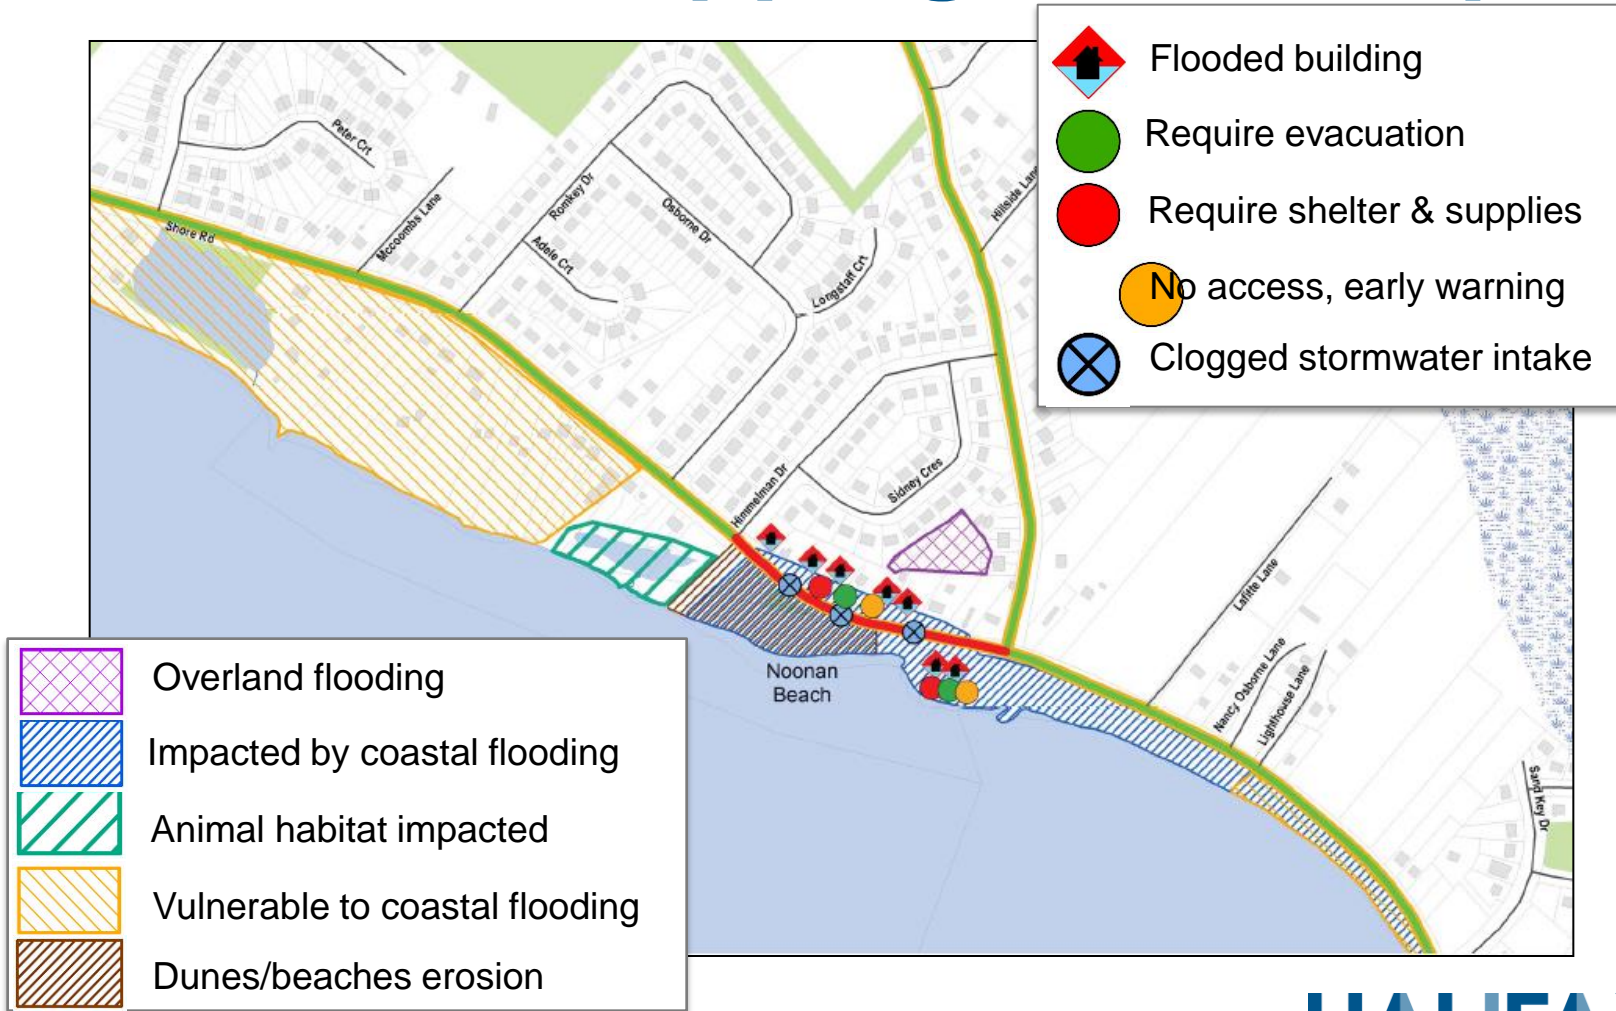 Flooded building
Require evacuation
Require shelter & supplies
No access, early warning
Clogged stormwater intake
Peter Crt
Shore Rd
Mccoombs Lane
Romkey Dr
Adele Crt
Osborne Dr
Longstaff Crt
Hillside Lane
Himmelman Dr
Sidney Cres
Lafitte Lane
Nancy Osborne Lane
Lighthouse Lane
Sand Key Dr
Noonan
Beach
Overland flooding
Impacted by coastal flooding
Animal habitat impacted
Vulnerable to coastal flooding
Dunes/beaches erosion